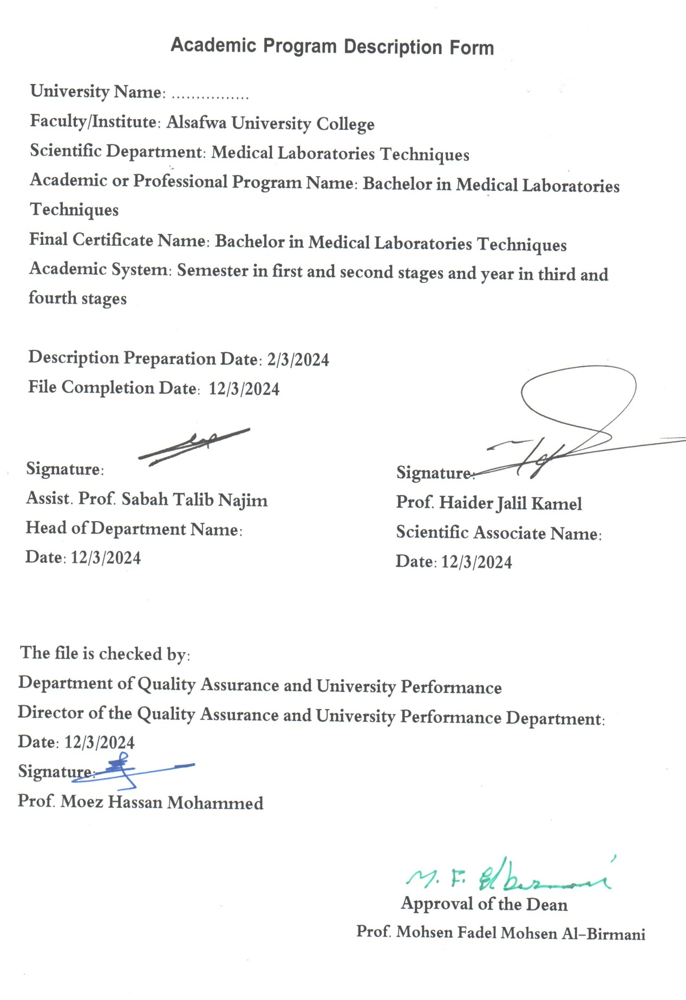 Academic Program Description Form
University Name: ................
Faculty/Institute: Alsafwa University College
Scientific Department: Medical Laboratories Techniques
Academic or Professional Program Name: Bachelor in Medical Laboratories
Techniques
Final Certificate Name: Bachelor in Medical Laboratories Techniques
Academic System: Semester in first and second stages and year in third and
fourth stages
Description Preparation Date: 2/3/2024
File Completion Date: 12/3/2024
Signature:
Assist. Prof. Sabah Talib Najim
Head of Department Name:
Date: 12/3/2024
Signature:
Prof. Haider Jalil Kamel
Scientific Associate Name:
Date: 12/3/2024
The file is checked by:
Department of Quality Assurance and University Performance
Director of the Quality Assurance and University Performance Department:
Date: 12/3/2024
Signature:
Prof. Moez Hassan Mohammed
M. F. Elbermani
Approval of the Dean
Prof. Mohsen Fadel Mohsen Al-Birmani